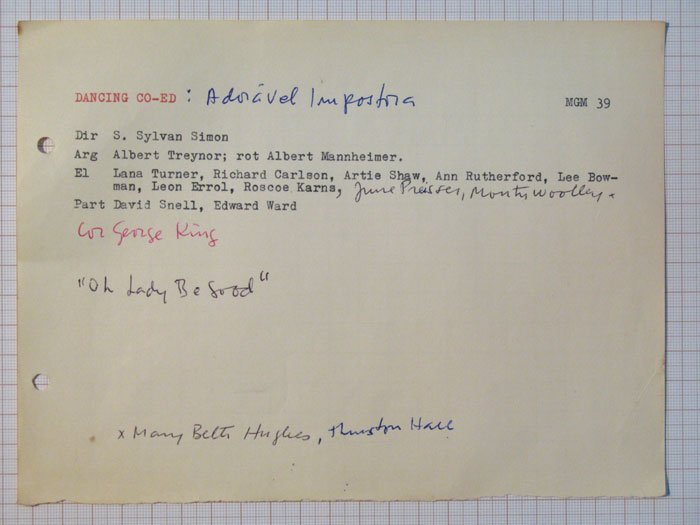 DANCING CO-ED : Adorável Impostora MGM 39
Dir S. Sylvan Simon
Arg Albert Treynor; rot Albert Mannheimer.
El Lana Turner, Richard Carlson, Artie Shaw, Ann Rutherford, Lee Bow-
man, Leon Errol, Roscoe Karns, June Preisser, Monty Woolley x
Part David Snell, Edward Ward
Cor George King
"Oh Lady Be Good"
x Mary Beth Hughes, Thurston Hall